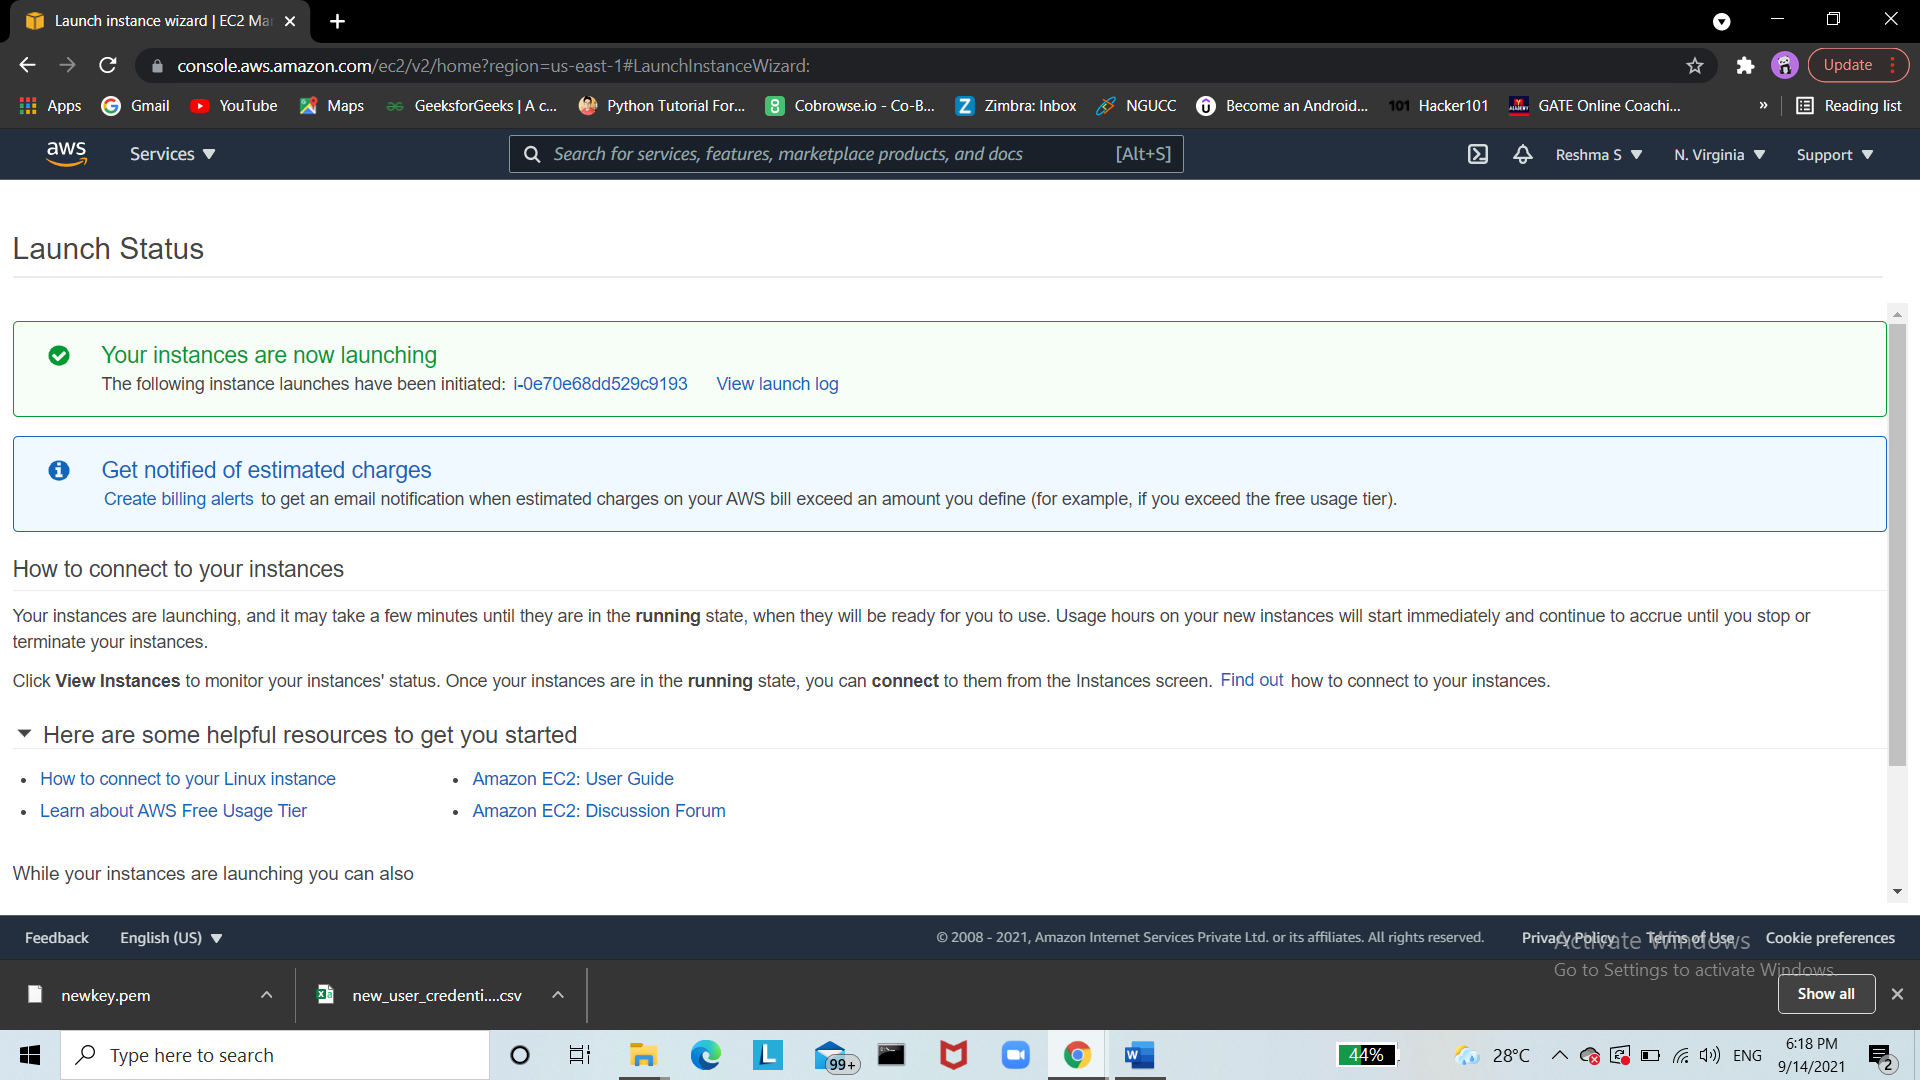 Launch instance wizard | EC2 Ma
console.aws.amazon.com/ec2/v2/home?region=us-east-1#LaunchInstanceWizard:
Update
Apps Gmail YouTube Maps GeeksforGeeks | A c... Python Tutorial For... Cobrowse.io - Co-B... Zimbra: Inbox NGUCC Become an Android... 101 Hacker101 GATE Online Coachi... » Reading list
aws Services Search for services, features, marketplace products, and docs [Alt+S] Reshma S N. Virginia Support
Launch Status
Your instances are now launching
The following instance launches have been initiated: i-0e70e68dd529c9193 View launch log
Get notified of estimated charges
Create billing alerts to get an email notification when estimated charges on your AWS bill exceed an amount you define (for example, if you exceed the free usage tier).
How to connect to your instances
Your instances are launching, and it may take a few minutes until they are in the running state, when they will be ready for you to use. Usage hours on your new instances will start immediately and continue to accrue until you stop or
terminate your instances.
Click View Instances to monitor your instances' status. Once your instances are in the running state, you can connect to them from the Instances screen. Find out how to connect to your instances.
Here are some helpful resources to get you started
• How to connect to your Linux instance • Amazon EC2: User Guide
• Learn about AWS Free Usage Tier • Amazon EC2: Discussion Forum
While your instances are launching you can also
Feedback English (US) © 2008 - 2021, Amazon Internet Services Private Ltd. or its affiliates. All rights reserved. Privacy Policy Terms of Use Cookie preferences
Activate Windows
Go to Settings to activate Windows.
newkey.pem new_user_credenti....csv Show all
Type here to search 99+ 44% 28°C ENG 6:18 PM
9/14/2021 2